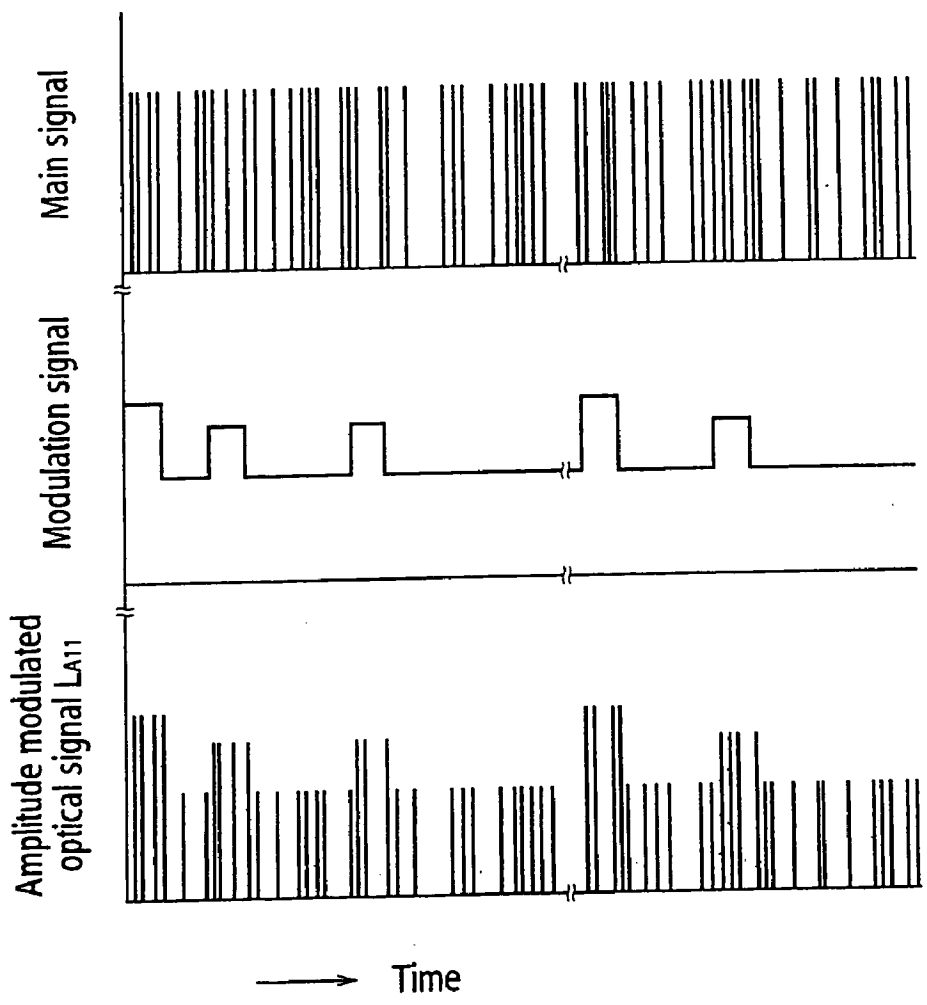 Main signal
Modulation signal
Amplitude modulated
optical signal LA11
Time